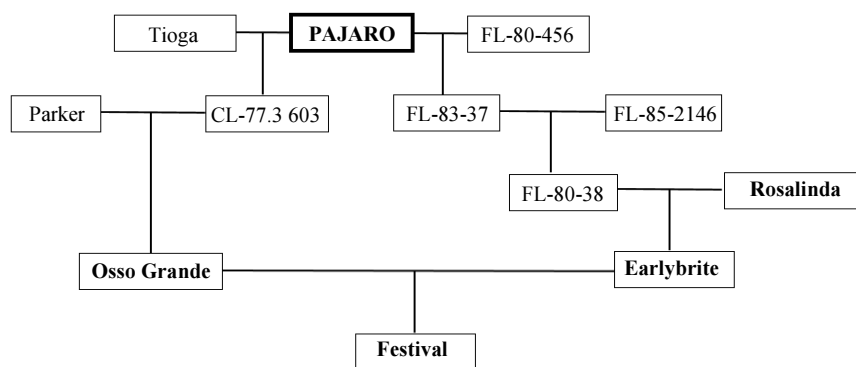 Tioga
PAJARO
FL-80-456
Parker
CL-77.3 603
FL-83-37
FL-85-2146
FL-80-38
Rosalinda
Osso Grande
Earlybrite
Festival